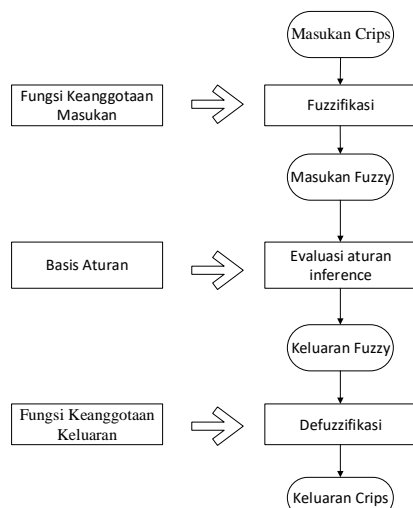 Masukan Crips
Fungsi Keanggotaan
Masukan
Fuzzifikasi
Masukan Fuzzy
Basis Aturan
Evaluasi aturan
inference
Keluaran Fuzzy
Fungsi Keanggotaan
Keluaran
Defuzzifikasi
Keluaran Crips